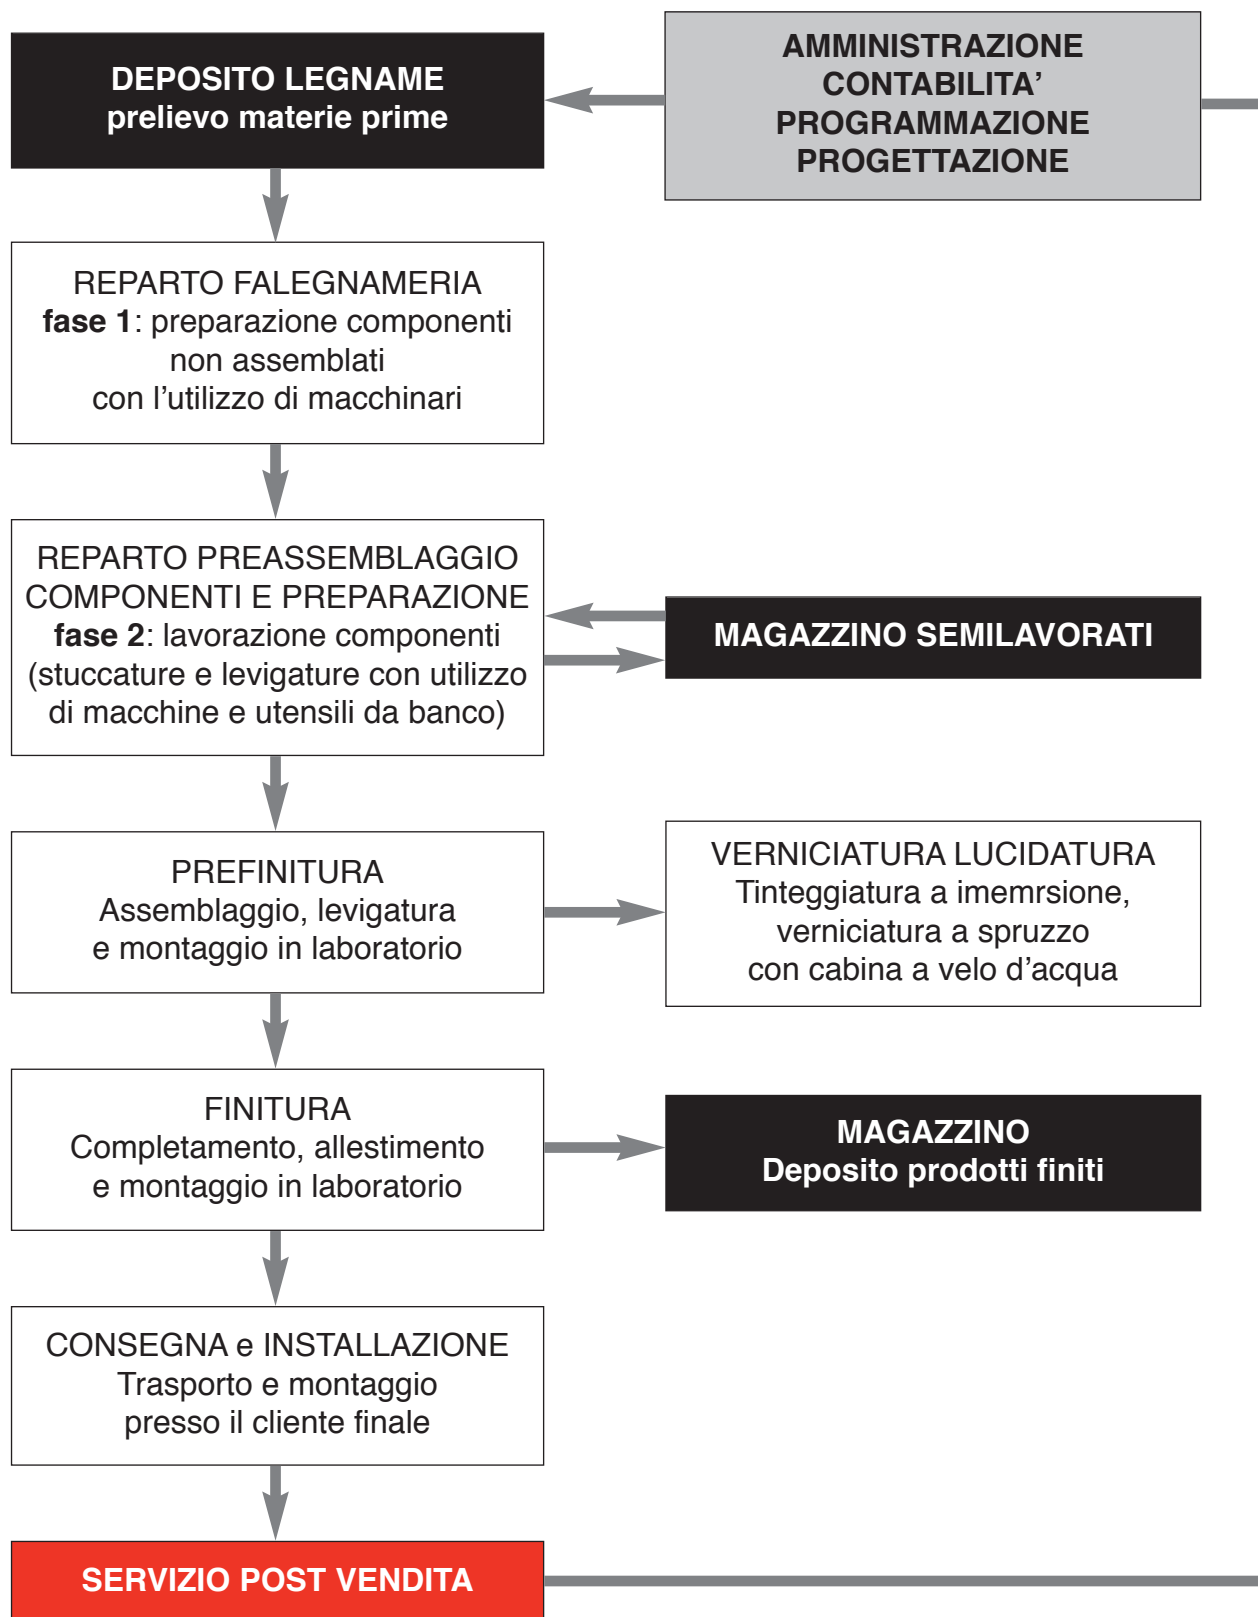 DEPOSITO LEGNAME
prelievo materie prime
AMMINISTRAZIONE
CONTABILITA’
PROGRAMMAZIONE
PROGETTAZIONE
REPARTO FALEGNAMERIA
fase 1: preparazione componenti
non assemblati
con l’utilizzo di macchinari
REPARTO PREASSEMBLAGGIO
COMPONENTI E PREPARAZIONE
fase 2: lavorazione componenti
(stuccature e levigature con utilizzo
di macchine e utensili da banco)
MAGAZZINO SEMILAVORATI
PREFINITURA
Assemblaggio, levigatura
e montaggio in laboratorio
VERNICIATURA LUCIDATURA
Tinteggiatura a imemrsione,
verniciatura a spruzzo
con cabina a velo d’acqua
FINITURA
Completamento, allestimento
e montaggio in laboratorio
MAGAZZINO
Deposito prodotti finiti
CONSEGNA e INSTALLAZIONE
Trasporto e montaggio
presso il cliente finale
SERVIZIO POST VENDITA